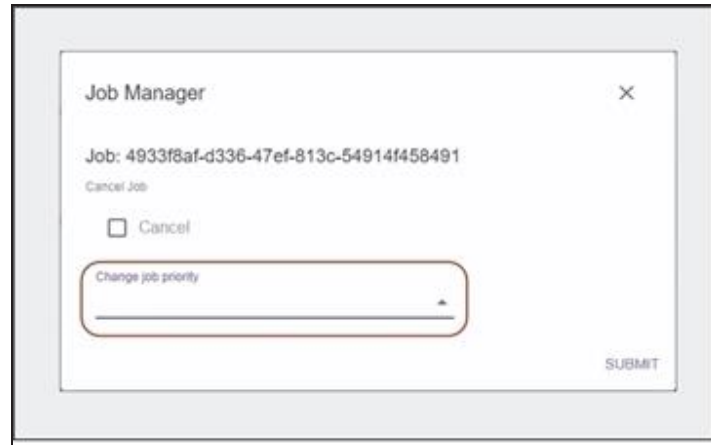 Job Manager
Job: 4933f8af-d336-47ef-813c-54914f458491
Cancel Job
Cancel
Change job priority
SUBMIT